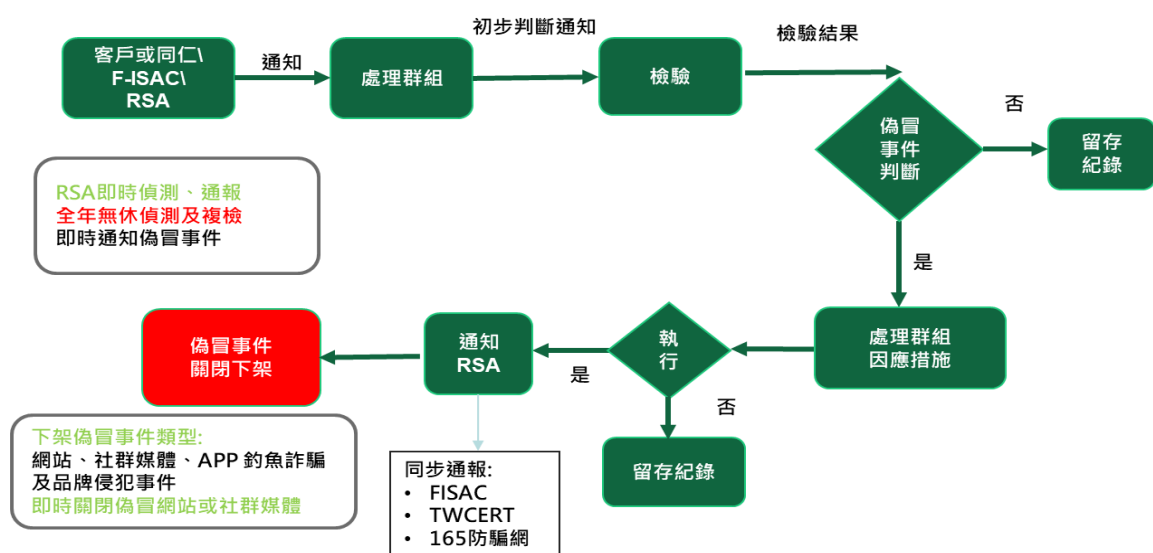 客戶或同仁\
F-ISAC\
RSA
通知
處理群組
初步判斷通知
檢驗
檢驗結果
偽冒
事件
判斷
否
留存
紀錄
RSA即時偵測、通報
全年無休偵測及複檢
即時通知偽冒事件
是
處理群組
因應措施
執
行
是
通知
RSA
偽冒事件
關閉下架
否
留存紀錄
下架偽冒事件類型:
網站、社群媒體、APP 釣魚詐騙
及品牌侵犯事件
即時關閉偽冒網站或社群媒體
同步通報:
• FISAC
• TWCERT
• 165防騙網